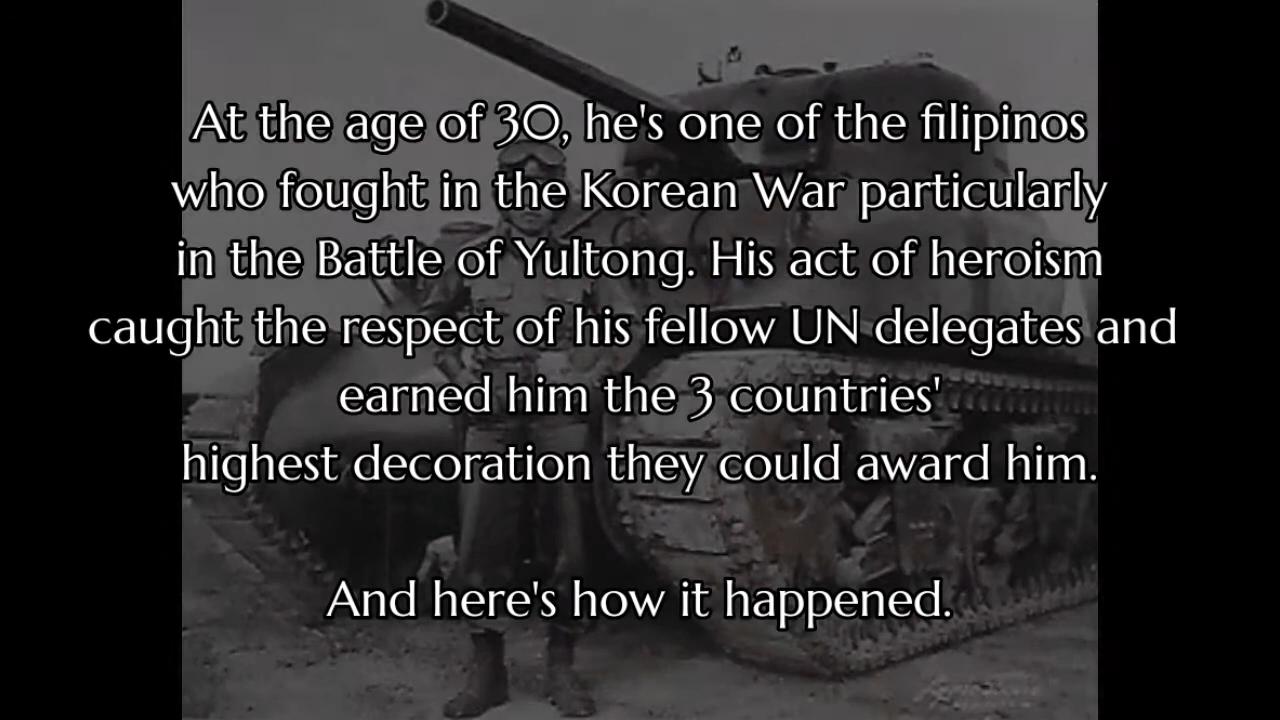 At the age of 30, he's one of the filipinos
who fought in the Korean War particularly
in the Battle of Yultong. His act of heroism
caught the respect of his fellow UN delegates and
earned him the 3 countries'
highest decoration they could award him.
And here's how it happened.